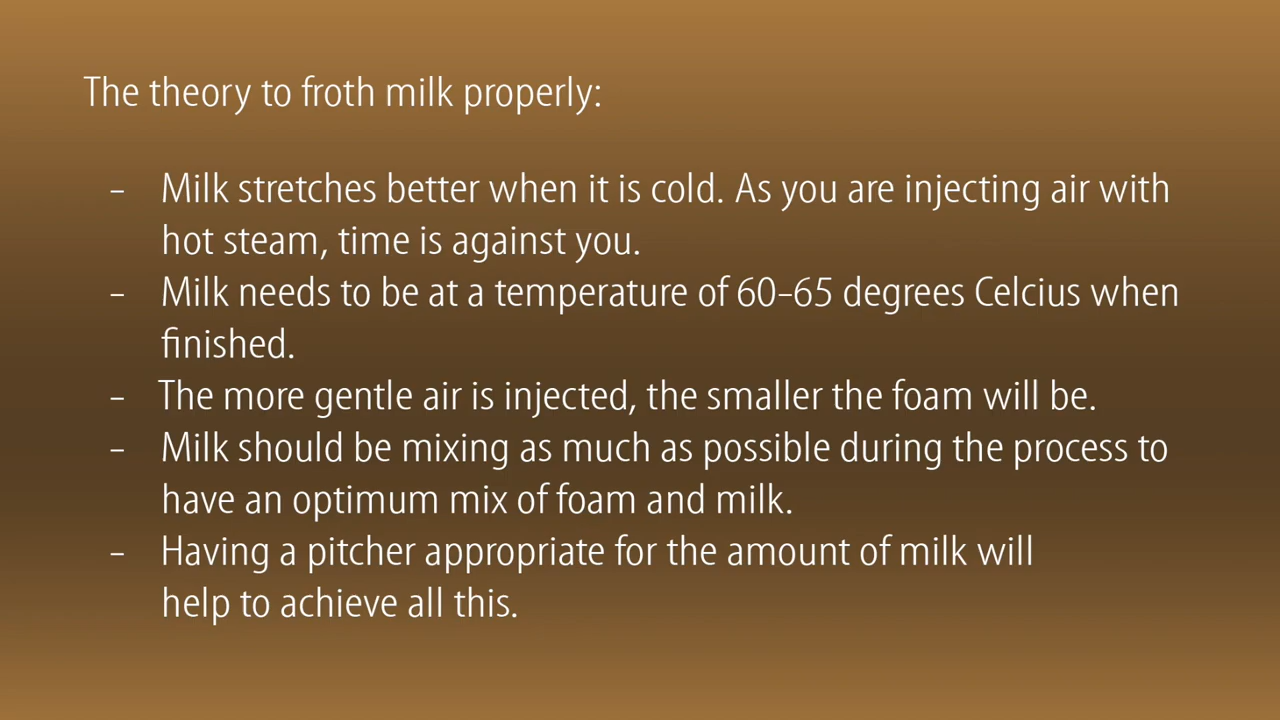 The theory to froth milk properly:
- Milk stretches better when it is cold. As you are injecting air with
hot steam, time is against you.
- Milk needs to be at a temperature of 60-65 degrees Celcius when
finished.
- The more gentle air is injected, the smaller the foam will be.
- Milk should be mixing as much as possible during the process to
have an optimum mix of foam and milk.
- Having a pitcher appropriate for the amount of milk will
help to achieve all this.